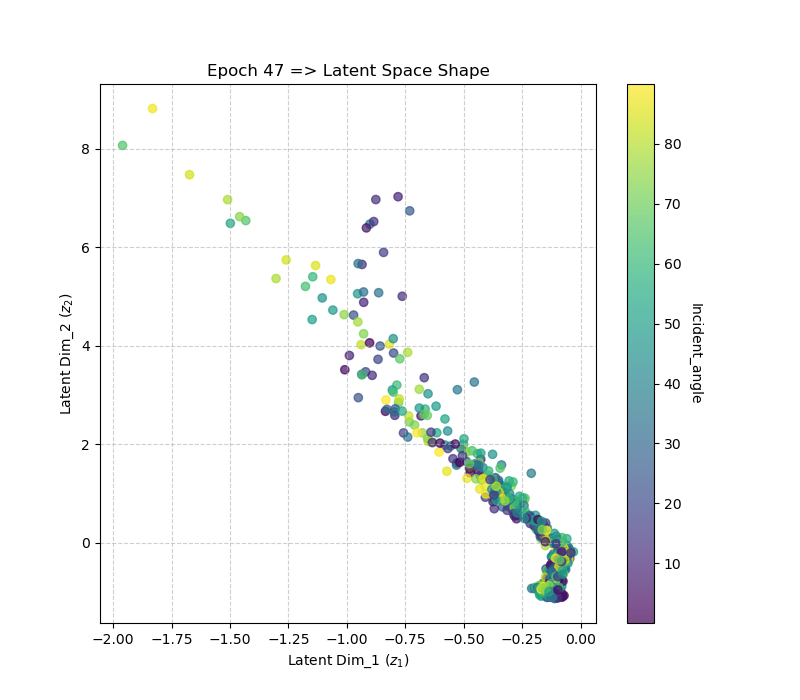 Epoch 47 => Latent Space Shape
Latent Dim_2 (z₂)
8
6
4
2
0
−2.00 −1.75 −1.50 −1.25 −1.00 −0.75 −0.50 −0.25 0.00
Latent Dim_1 (z₁)
80
70
60
50
40
30
20
10
Incident_angle